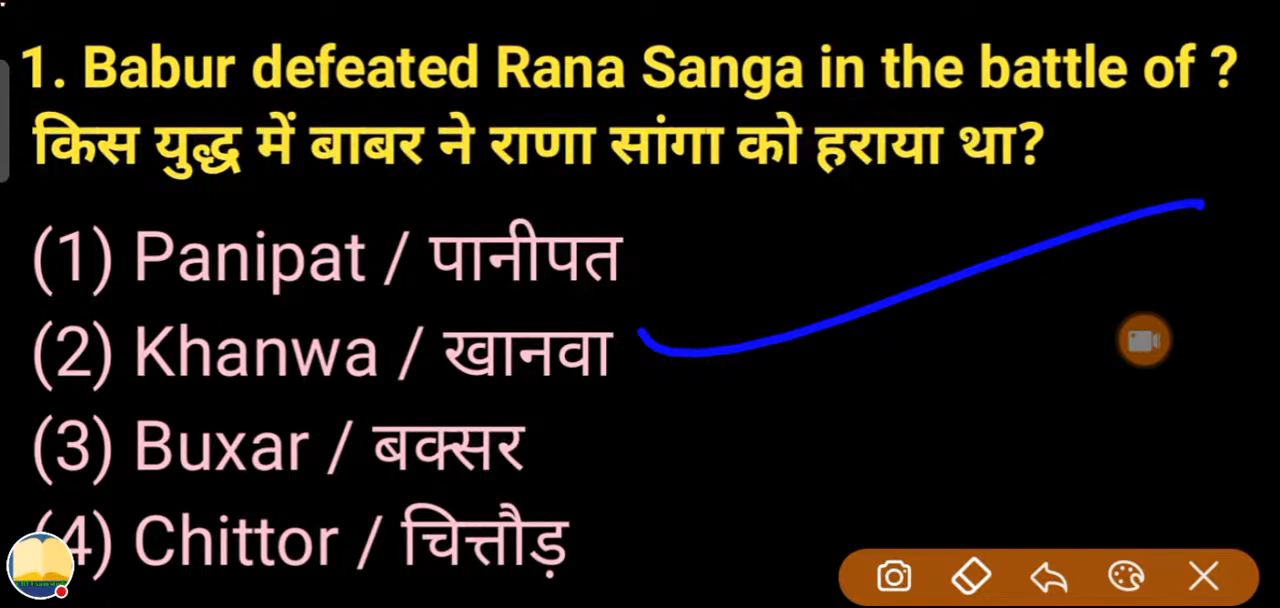 1. Babur defeated Rana Sanga in the battle of ?
किस युद्ध में बाबर ने राणा सांगा को हराया था?
(1) Panipat / पानीपत
(2) Khanwa / खानवा
(3) Buxar / बक्सर
(4) Chittor / चित्तौड़